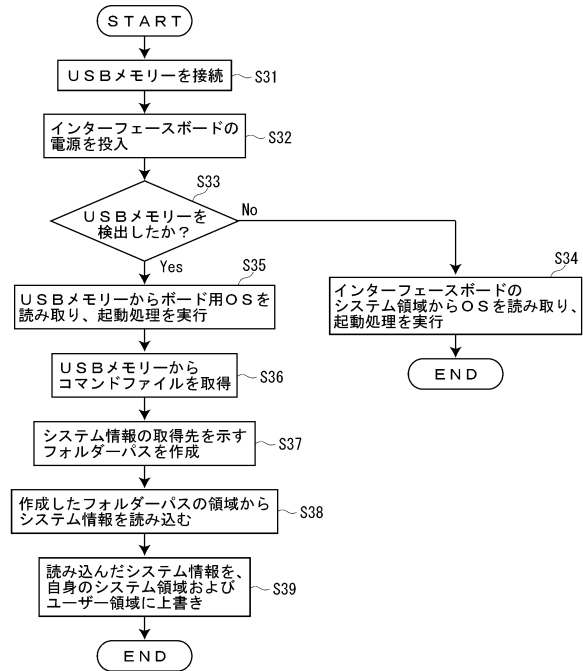 ＳＴＡＲＴ
ＵＳＢメモリーを接続
S31
インターフェースボードの
電源を投入
S32
S33
ＵＳＢメモリーを
検出したか？
No
Yes
S34
インターフェースボードの
システム領域からＯＳを読み取り、
起動処理を実行
ＥＮＤ
S35
ＵＳＢメモリーからボード用ＯＳを
読み取り、起動処理を実行
ＵＳＢメモリーから
コマンドファイルを取得
S36
システム情報の取得先を示す
フォルダーパスを作成
S37
作成したフォルダーパスの領域から
システム情報を読み込む
S38
読み込んだシステム情報を、
自身のシステム領域および
ユーザー領域に上書き
S39
ＥＮＤ